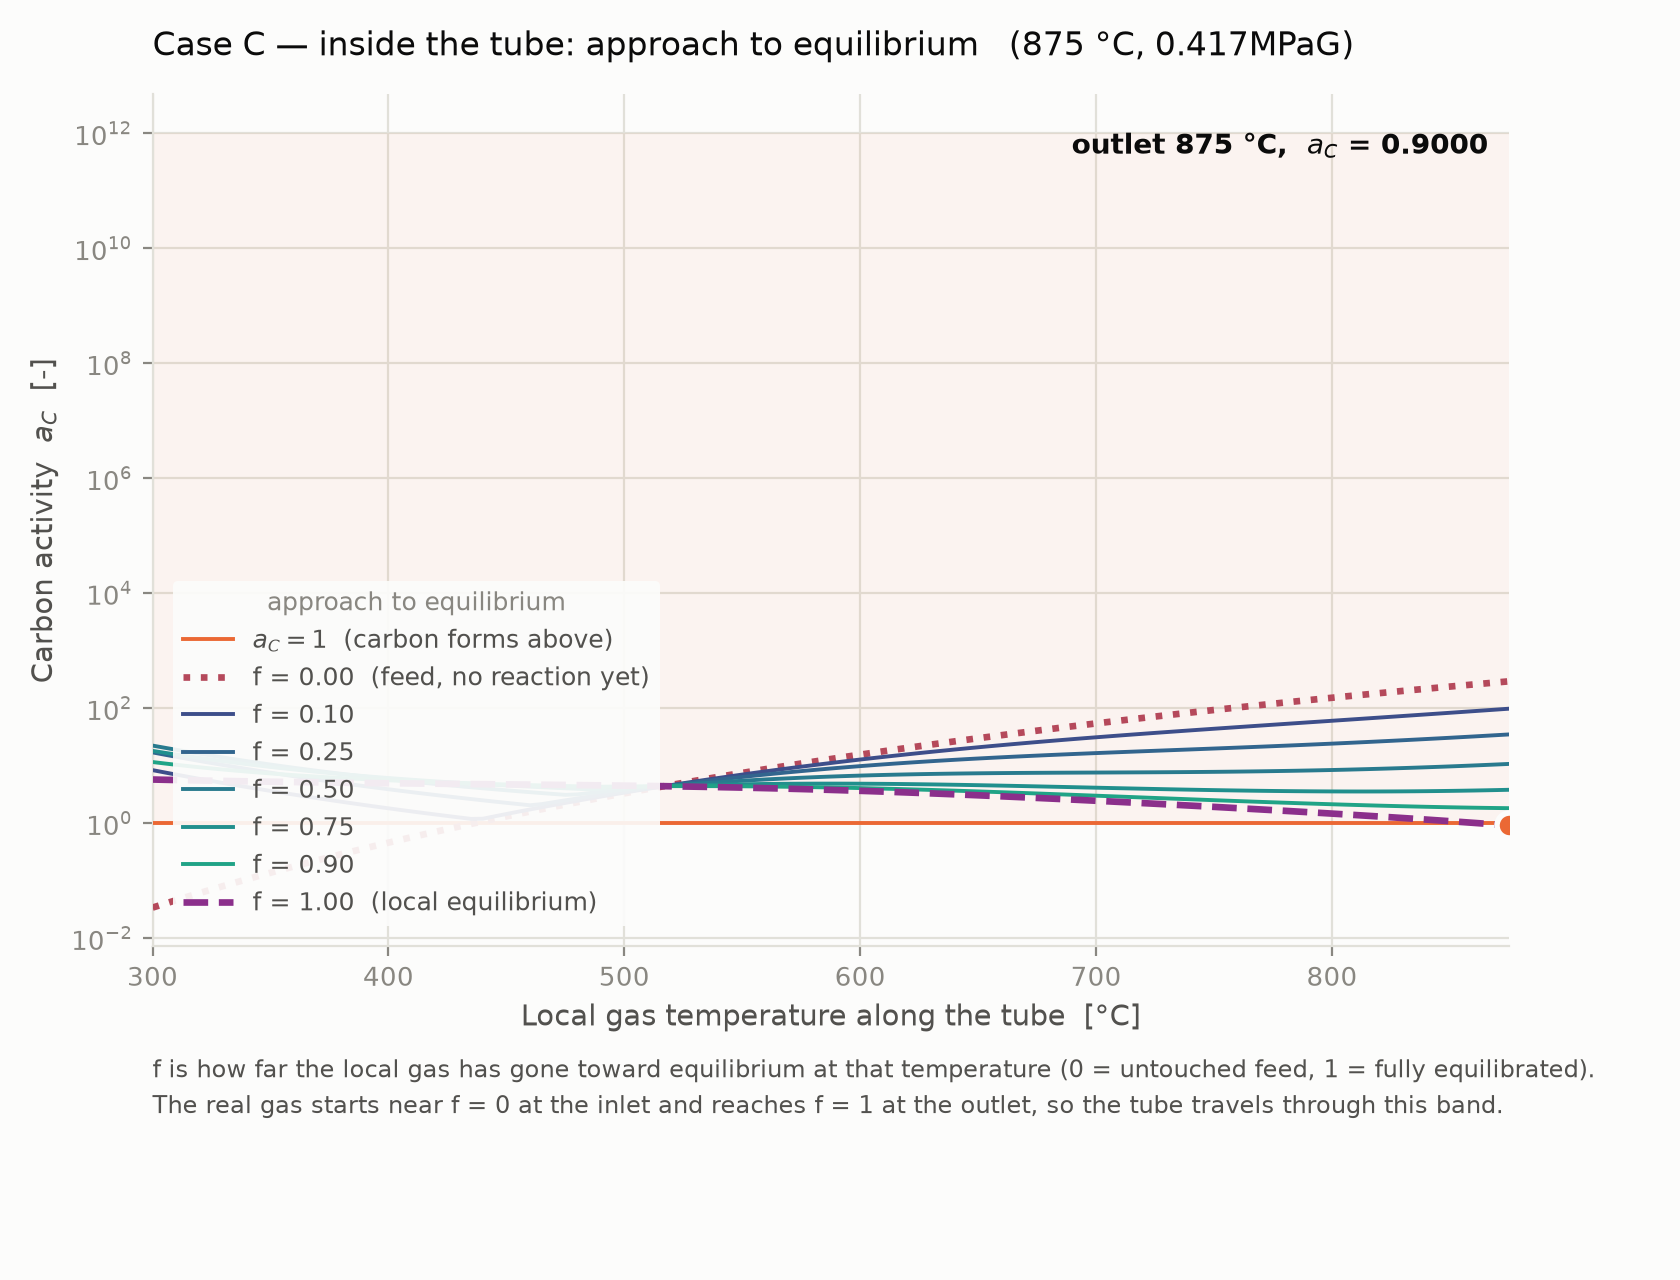 Case C — inside the tube: approach to equilibrium (875 °C, 0.417MPaG)
outlet 875 °C, a_C = 0.9000
Carbon activity a_C [-]
10^12
10^10
10^8
10^6
10^4
10^2
10^0
10^−2
approach to equilibrium
a_C = 1 (carbon forms above)
f = 0.00 (feed, no reaction yet)
f = 0.10
f = 0.25
f = 0.50
f = 0.75
f = 0.90
f = 1.00 (local equilibrium)
300 400 500 600 700 800
Local gas temperature along the tube [°C]
f is how far the local gas has gone toward equilibrium at that temperature (0 = untouched feed, 1 = fully equilibrated).
The real gas starts near f = 0 at the inlet and reaches f = 1 at the outlet, so the tube travels through this band.